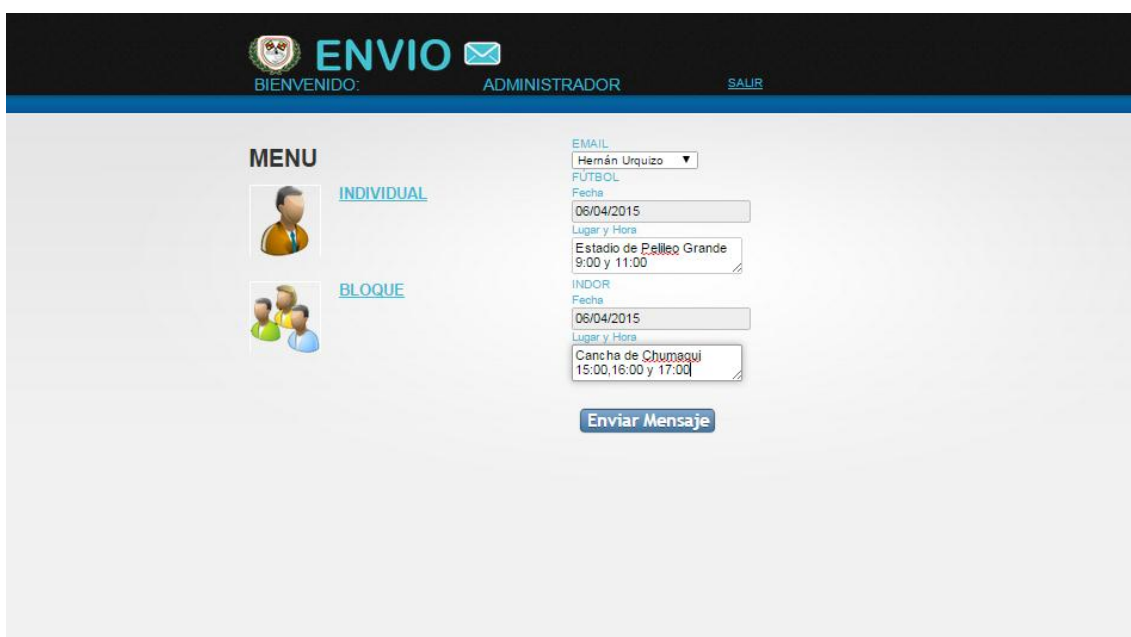 ENVIO
BIENVENIDO: ADMINISTRADOR SALIR
MENU
INDIVIDUAL
BLOQUE
EMAIL
Hernán Urquizo
FÚTBOL
Fecha
06/04/2015
Lugar y Hora
Estadio de Pelileo Grande
9:00 y 11:00
INDOR
Fecha
06/04/2015
Lugar y Hora
Cancha de Chumaqui
15:00,16:00 y 17:00
Enviar Mensaje